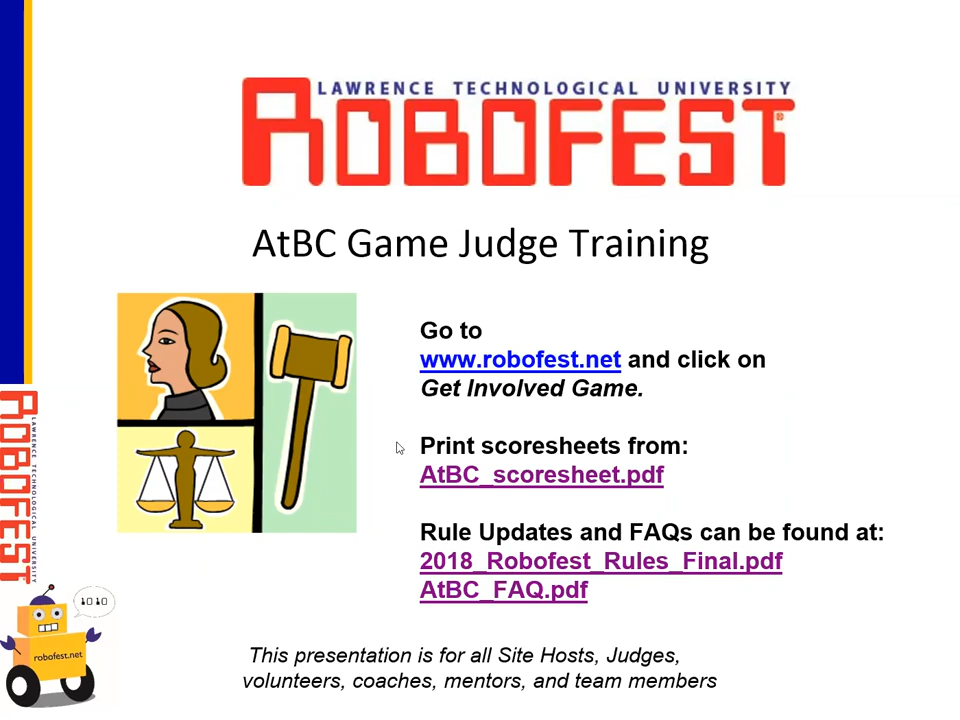 LAWRENCE TECHNOLOGICAL UNIVERSITY
ROBOFEST®
AtBC Game Judge Training
Go to
www.robofest.net and click on
Get Involved Game.
Print scoresheets from:
AtBC_scoresheet.pdf
Rule Updates and FAQs can be found at:
2018_Robofest_Rules_Final.pdf
AtBC_FAQ.pdf
This presentation is for all Site Hosts, Judges,
volunteers, coaches, mentors, and team members
LAWRENCE TECHNOLOGICAL UNIVERSITY
ROBOFEST
robofest.net